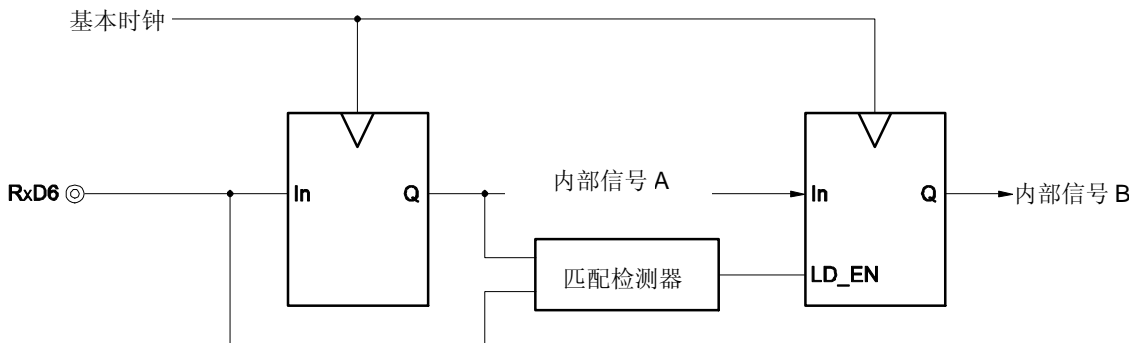 基本时钟
RxD6
In
Q
内部信号 A
In
Q
内部信号 B
匹配检测器
LD_EN